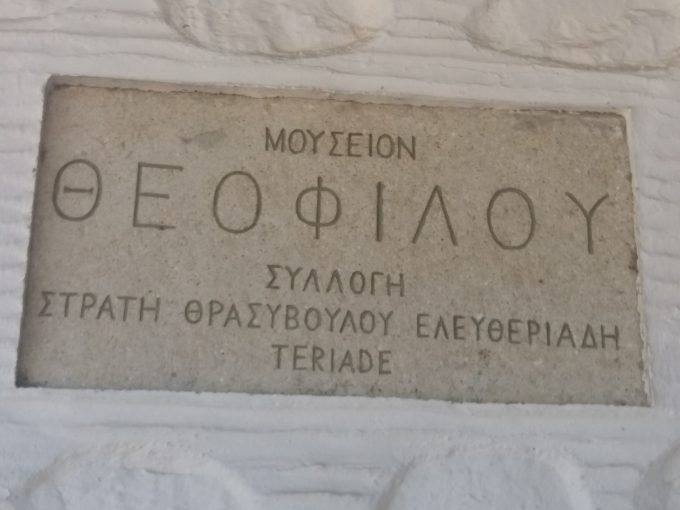 ΜΟΥΣΕΙΟΝ
ΘΕΟΦΙΛΟΥ
ΣΥΛΛΟΓΗ
ΣΤΡΑΤΗ ΘΡΑΣΥΒΟΥΛΟΥ ΕΛΕΥΘΕΡΙΑΔΗ
TERIADE